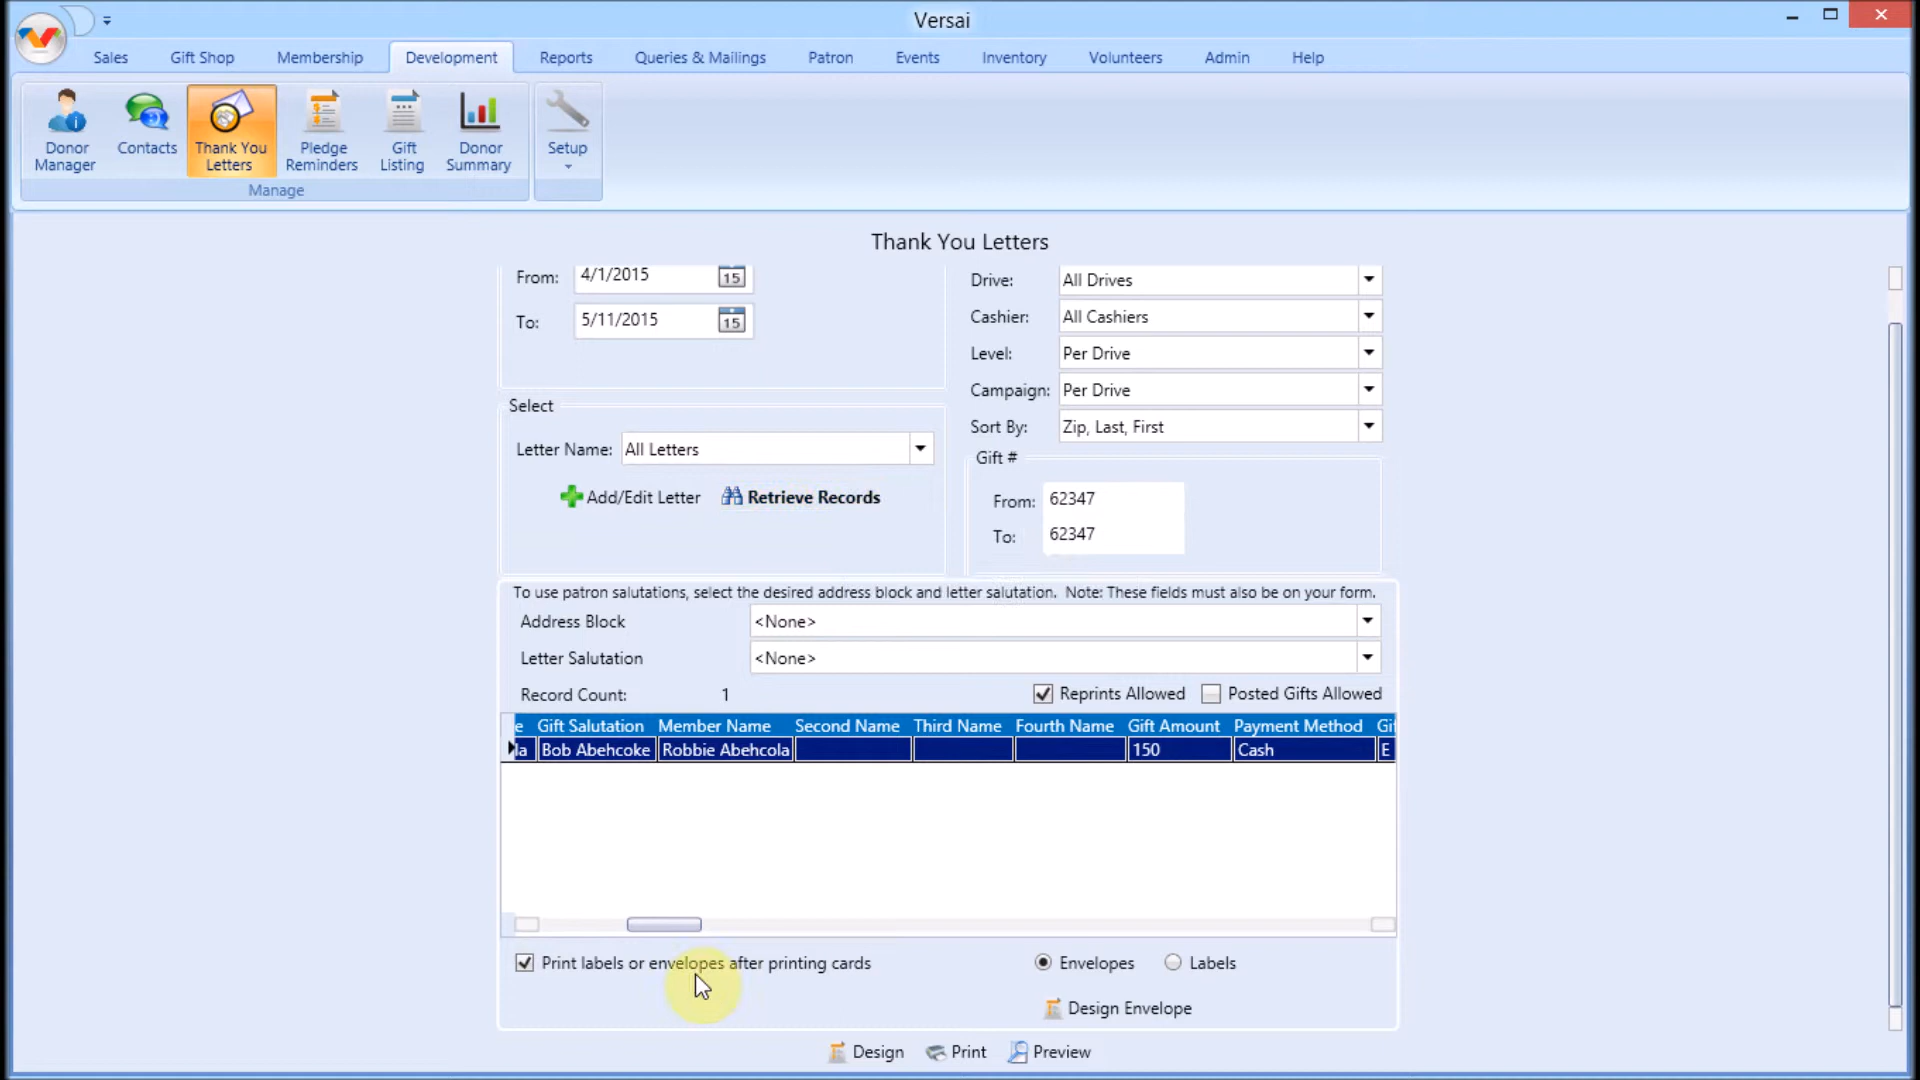 Versai
Sales Gift Shop Membership Development Reports Queries & Mailings Patron Events Inventory Volunteers Admin Help
Donor Manager
Contacts
Thank You Letters
Pledge Reminders
Gift Listing
Donor Summary
Setup
Manage
Thank You Letters
From: 4/1/2015 15
To: 5/11/2015 15
Drive: All Drives
Cashier: All Cashiers
Level: Per Drive
Campaign: Per Drive
Sort By: Zip, Last, First
Select
Letter Name: All Letters
Add/Edit Letter Retrieve Records
Gift #
From: 62347
To: 62347
To use patron salutations, select the desired address block and letter salutation. Note: These fields must also be on your form.
Address Block <None>
Letter Salutation <None>
Record Count: 1 Reprints Allowed Posted Gifts Allowed
e Gift Salutation Member Name Second Name Third Name Fourth Name Gift Amount Payment Method Gif
la Bob Abehcoke Robbie Abehcola 150 Cash E
Print labels or envelopes after printing cards Envelopes Labels
Design Envelope
Design Print Preview